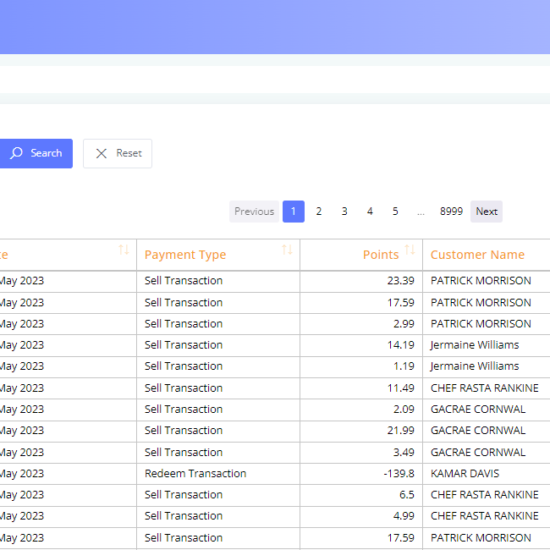 Search Reset
Previous 1 2 3 4 5 ... 8999 Next
Payment Type Points Customer Name
May 2023 Sell Transaction 23.39 PATRICK MORRISON
May 2023 Sell Transaction 17.59 PATRICK MORRISON
May 2023 Sell Transaction 2.99 PATRICK MORRISON
May 2023 Sell Transaction 14.19 Jermaine Williams
May 2023 Sell Transaction 1.19 Jermaine Williams
May 2023 Sell Transaction 11.49 CHEF RASTA RANKINE
May 2023 Sell Transaction 2.09 GACRAE CORNWAL
May 2023 Sell Transaction 21.99 GACRAE CORNWAL
May 2023 Sell Transaction 3.49 GACRAE CORNWAL
May 2023 Redeem Transaction -139.8 KAMAR DAVIS
May 2023 Sell Transaction 6.5 CHEF RASTA RANKINE
May 2023 Sell Transaction 4.99 CHEF RASTA RANKINE
May 2023 Sell Transaction 17.59 PATRICK MORRISON